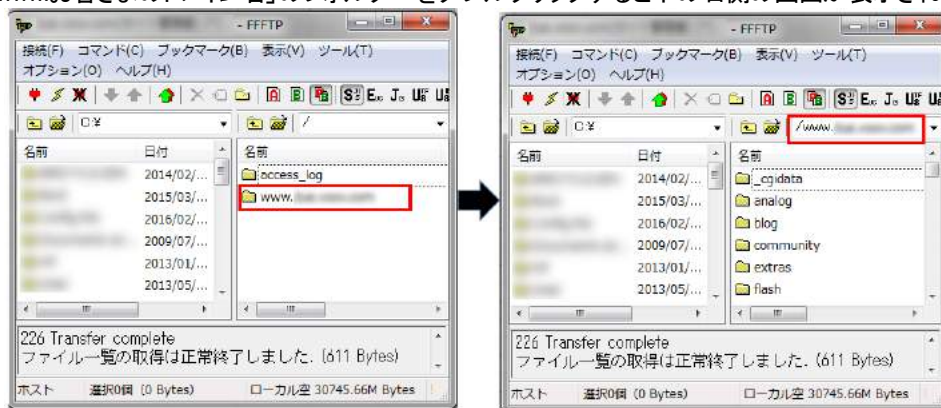 - FFFTP
接続(F) コマンド(C) ブックマーク(B) 表示(V) ツール(T)
オプション(O) ヘルプ(H)
C:¥
/
名前 日付
名前
2014/02/...
access_log
2015/03/...
www.
2016/02/...
2009/07/...
2013/01/...
2013/05/...
226 Transfer complete
ファイル一覧の取得は正常終了しました. (611 Bytes)
ホスト 選択0個 (0 Bytes) ローカル空 30745.66M Bytes
- FFFTP
接続(F) コマンド(C) ブックマーク(B) 表示(V) ツール(T)
オプション(O) ヘルプ(H)
C:¥
/www.
名前 日付
名前
2014/02/...
_cgidata
2015/03/...
analog
2016/02/...
blog
2009/07/...
community
2013/01/...
extras
2013/05/...
flash
226 Transfer complete
ファイル一覧の取得は正常終了しました. (611 Bytes)
ホスト 選択0個 (0 Bytes) ローカル空 30745.66M Bytes